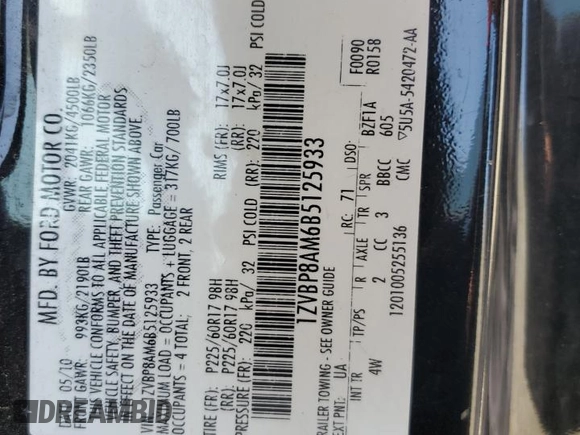 MFD. BY FORD MOTOR CO.
05/10 GVWR: 2041KG/4500LB
FRONT GAWR: 993KG/2190LB REAR GAWR: 1066KG/2350LB
THIS VEHICLE CONFORMS TO ALL APPLICABLE FEDERAL MOTOR
VEHICLE SAFETY, BUMPER, AND THEFT PREVENTION STANDARDS
EFFECT ON THE DATE OF MANUFACTURE SHOWN ABOVE.
VIN: 1ZVBP8AM6B5125933 TYPE: Passenger Car
MAXIMUM LOAD = OCCUPANTS + LUGGAGE = 317KG/700LB
OCCUPANTS = 4 TOTAL; 2 FRONT, 2 REAR
TIRE (FR): P225/60R17 98H RIMS (FR): 17x7.0J
(RR): P225/60R17 98H (RR): 17x7.0J
PSI COLD (FR): 220 kPa/ 32 PSI COLD (RR): 220 kPa/ 32 PSI COLD
1ZVBP8AM6B5125933
TRAILER TOWING - SEE OWNER GUIDE
EXT PNT: UA RC: 71 DSO: F0090
INT TR TP/PS R AXLE TR SPR BZF1A R0158
4W 2 CC 3 BBCC 605
1201005255136 CMC ▽5U5A-5420472-AA
DREAMBID